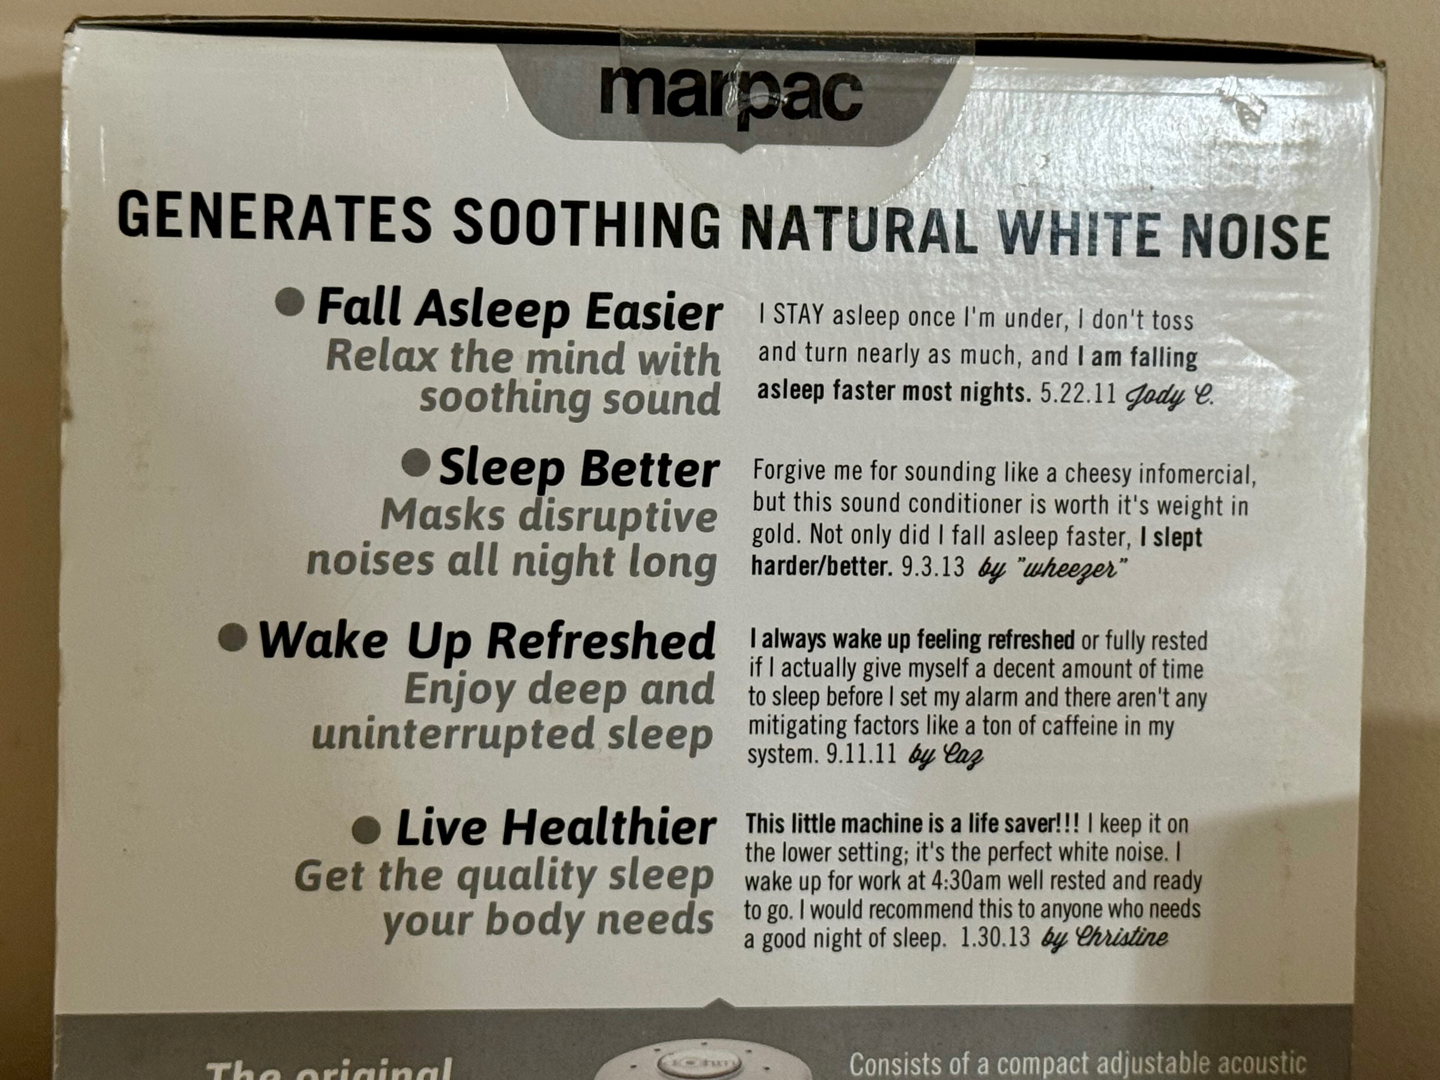 marpac
GENERATES SOOTHING NATURAL WHITE NOISE
Fall Asleep Easier
Relax the mind with
soothing sound
I STAY asleep once I'm under, I don't toss
and turn nearly as much, and I am falling
asleep faster most nights. 5.22.11 Jody C.
Sleep Better
Masks disruptive
noises all night long
Forgive me for sounding like a cheesy infomercial,
but this sound conditioner is worth it's weight in
gold. Not only did I fall asleep faster, I slept
harder/better. 9.3.13 by "wheezer"
Wake Up Refreshed
Enjoy deep and
uninterrupted sleep
I always wake up feeling refreshed or fully rested
if I actually give myself a decent amount of time
to sleep before I set my alarm and there aren't any
mitigating factors like a ton of caffeine in my
system. 9.11.11 by Caz
Live Healthier
Get the quality sleep
your body needs
This little machine is a life saver!!! I keep it on
the lower setting; it's the perfect white noise. I
wake up for work at 4:30am well rested and ready
to go. I would recommend this to anyone who needs
a good night of sleep. 1.30.13 by Christine
The original
Consists of a compact adjustable acoustic